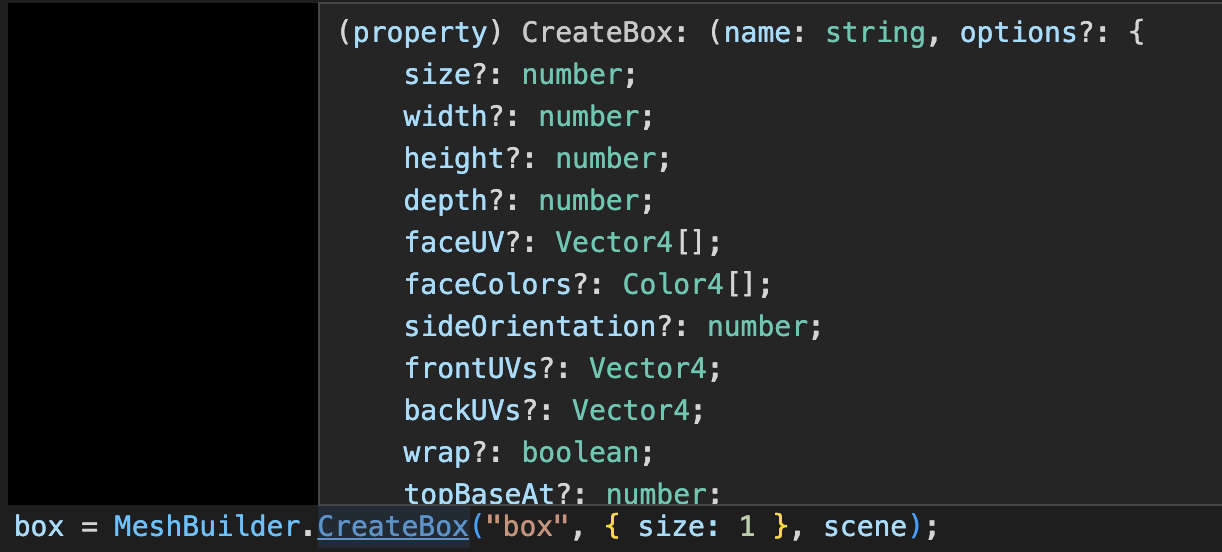 (property) CreateBox: (name: string, options?: {
size?: number;
width?: number;
height?: number;
depth?: number;
faceUV?: Vector4[];
faceColors?: Color4[];
sideOrientation?: number;
frontUVs?: Vector4;
backUVs?: Vector4;
wrap?: boolean;
topBaseAt?: number;
box = MeshBuilder.CreateBox("box", { size: 1 }, scene);